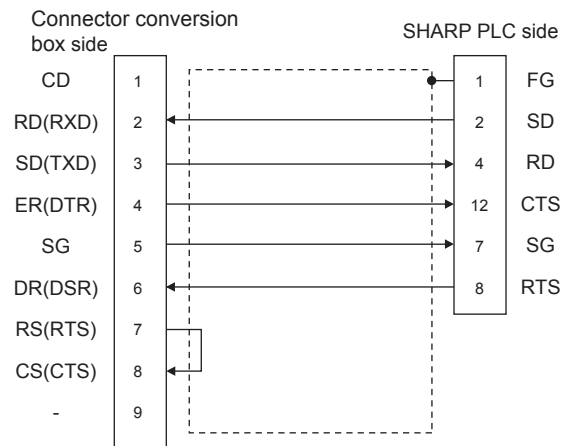 Connector conversion
box side
SHARP PLC side
CD 1 1 FG
RD(RXD) 2 2 SD
SD(TXD) 3 4 RD
ER(DTR) 4 12 CTS
SG 5 7 SG
DR(DSR) 6 8 RTS
RS(RTS) 7
CS(CTS) 8
- 9